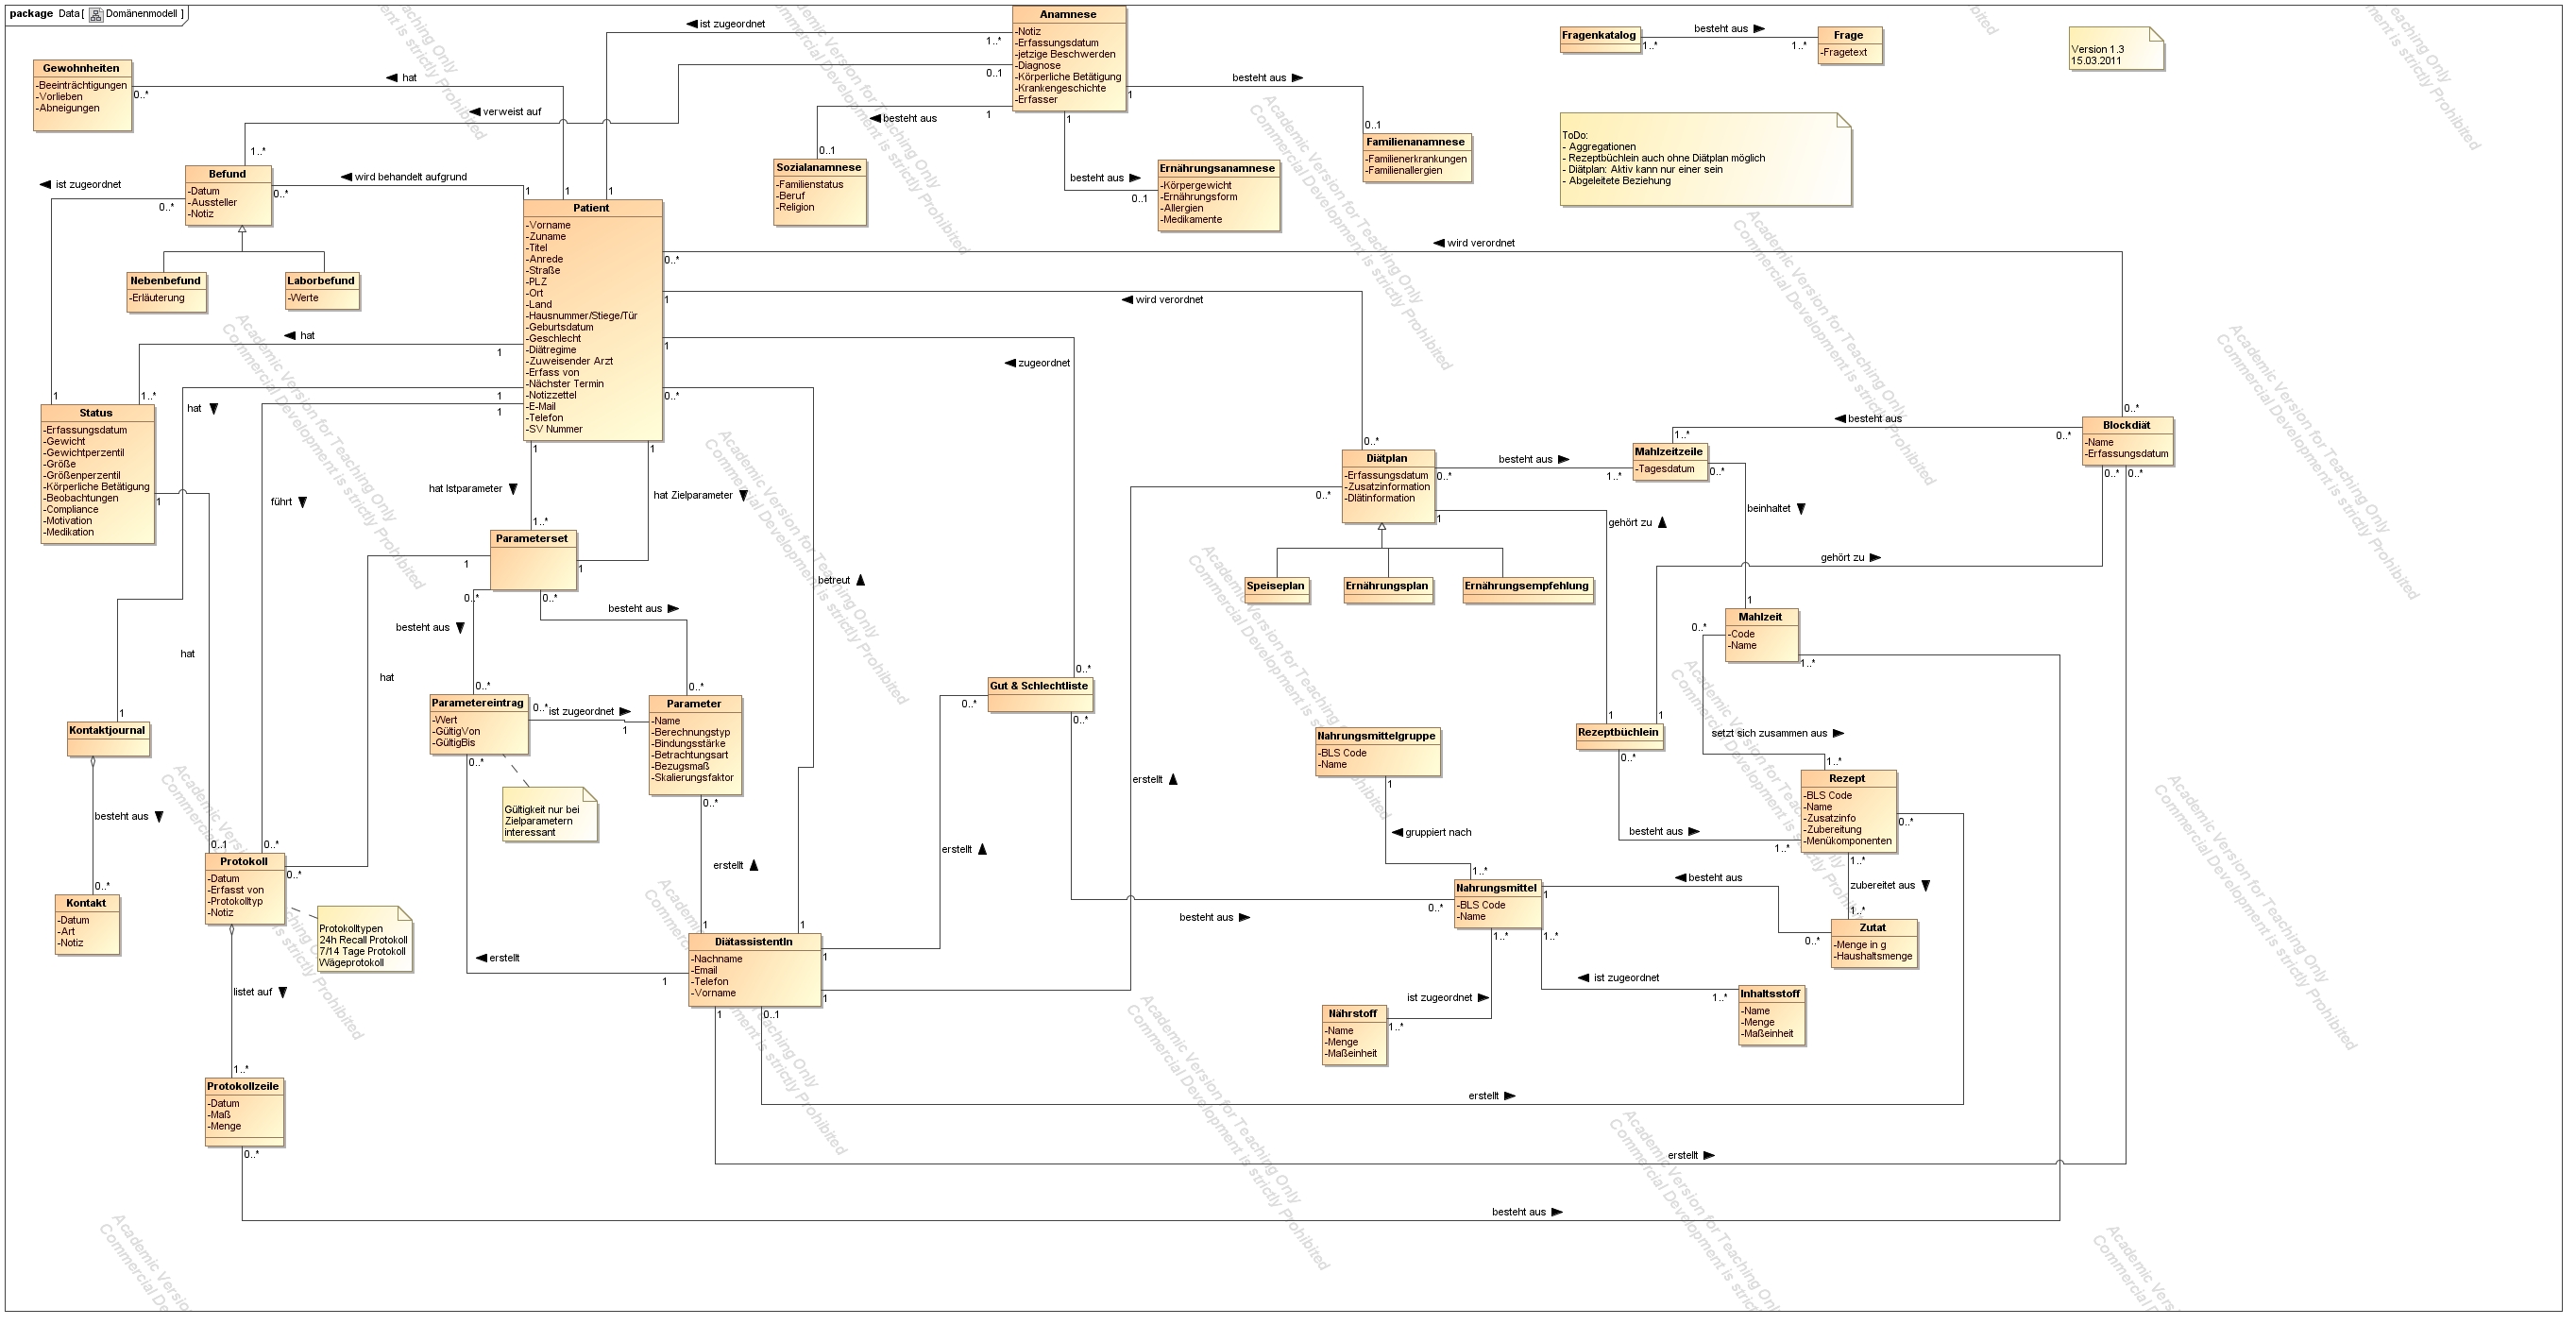 package Data [ Domänenmodell ]
Anamnese
-Notiz
-Erfassungsdatum
-jetzige Beschwerden
-Diagnose
-Körperliche Betätigung
-Krankengeschichte
-Erfasser
ist zugeordnet
1..*
0..1
1
1
1
Fragenkatalog
besteht aus
1..*
1..*
Frage
-Fragetext
Version 1.3
15.03.2011
Gewohnheiten
-Beeinträchtigungen
-Vorlieben
-Abneigungen
0..*
hat
verweist auf
besteht aus
besteht aus
0..1
Sozialanamnese
-Familienstatus
-Beruf
-Religion
besteht aus
0..1
Ernährungsanamnese
-Körpergewicht
-Ernährungsform
-Allergien
-Medikamente
0..1
Familienanamnese
-Familienerkrankungen
-Familienallergien
ToDo:
- Aggregationen
- Rezeptbüchlein auch ohne Diätplan möglich
- Diätplan: Aktiv kann nur einer sein
- Abgeleitete Beziehung
1..*
Befund
-Datum
-Aussteller
-Notiz
ist zugeordnet
0..*
0..*
wird behandelt aufgrund
1
1
1
Nebenbefund
-Erläuterung
Laborbefund
-Werte
Patient
-Vorname
-Zuname
-Titel
-Anrede
-Straße
-PLZ
-Ort
-Land
-Hausnummer/Stiege/Tür
-Geburtsdatum
-Geschlecht
-Diätregime
-Zuweisender Arzt
-Erfass von
-Nächster Termin
-Notizzettel
-E-Mail
-Telefon
-SV Nummer
0..*
wird verordnet
1
wird verordnet
1
zugeordnet
0..*
hat
1
1
1
1
1..*
hat
Status
-Erfassungsdatum
-Gewicht
-Gewichtperzentil
-Größe
-Größenperzentil
-Körperliche Betätigung
-Beobachtungen
-Compliance
-Motivation
-Medikation
1
führt
1
1
hat Istparameter
hat Zielparameter
1..*
Parameterset
1
1
0..*
0..*
besteht aus
besteht aus
betreut
0..*
Diätplan
-Erfassungsdatum
-Zusatzinformation
-DIätinformation
0..*
0..*
1
besteht aus
1..*
Mahlzeitzeile
-Tagesdatum
1..*
0..*
besteht aus
0..*
0..*
Blockdiät
-Name
-Erfassungsdatum
0..*
0..*
gehört zu
beinhaltet
gehört zu
Speiseplan
Ernährungsplan
Ernährungsempfehlung
1
Mahlzeit
-Code
-Name
0..*
1..*
hat
hat
0..*
Parametereintrag
-Wert
-GültigVon
-GültigBis
0..*
ist zugeordnet
1
0..*
0..*
Parameter
-Name
-Berechnungstyp
-Bindungsstärke
-Betrachtungsart
-Bezugsmaß
-Skalierungsfaktor
0..*
Gültigkeit nur bei
Zielparametern
interessant
0..*
Gut & Schlechtliste
0..*
0..*
1
Kontaktjournal
besteht aus
0..*
Kontakt
-Datum
-Art
-Notiz
Nahrungsmittelgruppe
-BLS Code
-Name
1
gruppiert nach
1
1
Rezeptbüchlein
0..*
besteht aus
1..*
setzt sich zusammen aus
1..*
Rezept
-BLS Code
-Name
-Zusatzinfo
-Zubereitung
-Menükomponenten
0..*
1..*
zubereitet aus
1..*
Zutat
-Menge in g
-Haushaltsmenge
0..*
erstellt
erstellt
erstellt
0..1
0..*
Protokoll
-Datum
-Erfasst von
-Protokolltyp
-Notiz
0..*
Protokolltypen
24h Recall Protokoll
7/14 Tage Protokoll
Wägeprotokoll
1..*
Nahrungsmittel
-BLS Code
-Name
1
besteht aus
besteht aus
0..*
1..*
1..*
1
1
DiätassistentIn
-Nachname
-Email
-Telefon
-Vorname
1
1
1
erstellt
1
0..1
listet auf
ist zugeordnet
1..*
Inhaltsstoff
-Name
-Menge
-Maßeinheit
ist zugeordnet
Nährstoff
-Name
-Menge
-Maßeinheit
1..*
1..*
Protokollzeile
-Datum
-Maß
-Menge
0..*
erstellt
erstellt
besteht aus
Academic Version for Teaching Only
Commercial Development is strictly Prohibited